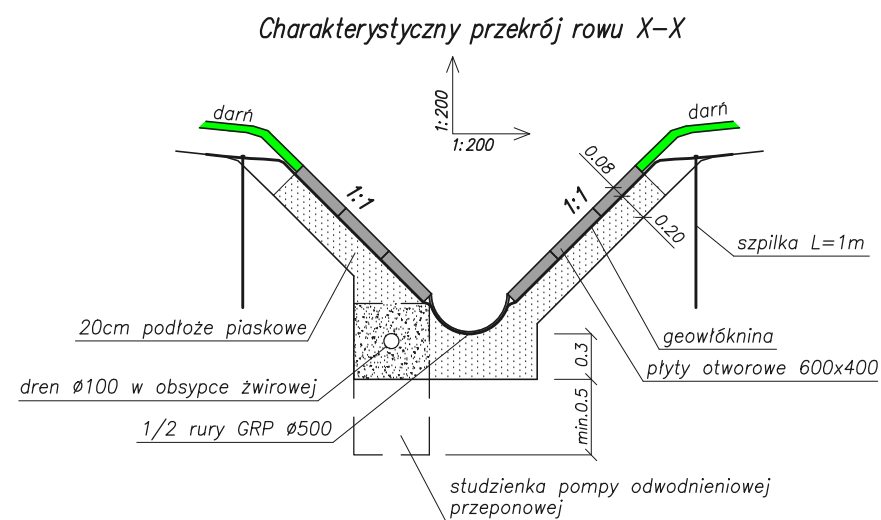 Charakterystyczny przekrój rowu X-X
darń
darń
1:200
1:200
0.08
1:1
1:1
0.20
szpilka L=1m
20cm podłoże piaskowe
geowłóknina
0.3
płyty otworowe 600x400
dren ø100 w obsypce żwirowej
min.0.5
1/2 rury GRP ø500
studzienka pompy odwodnieniowej
przeponowej